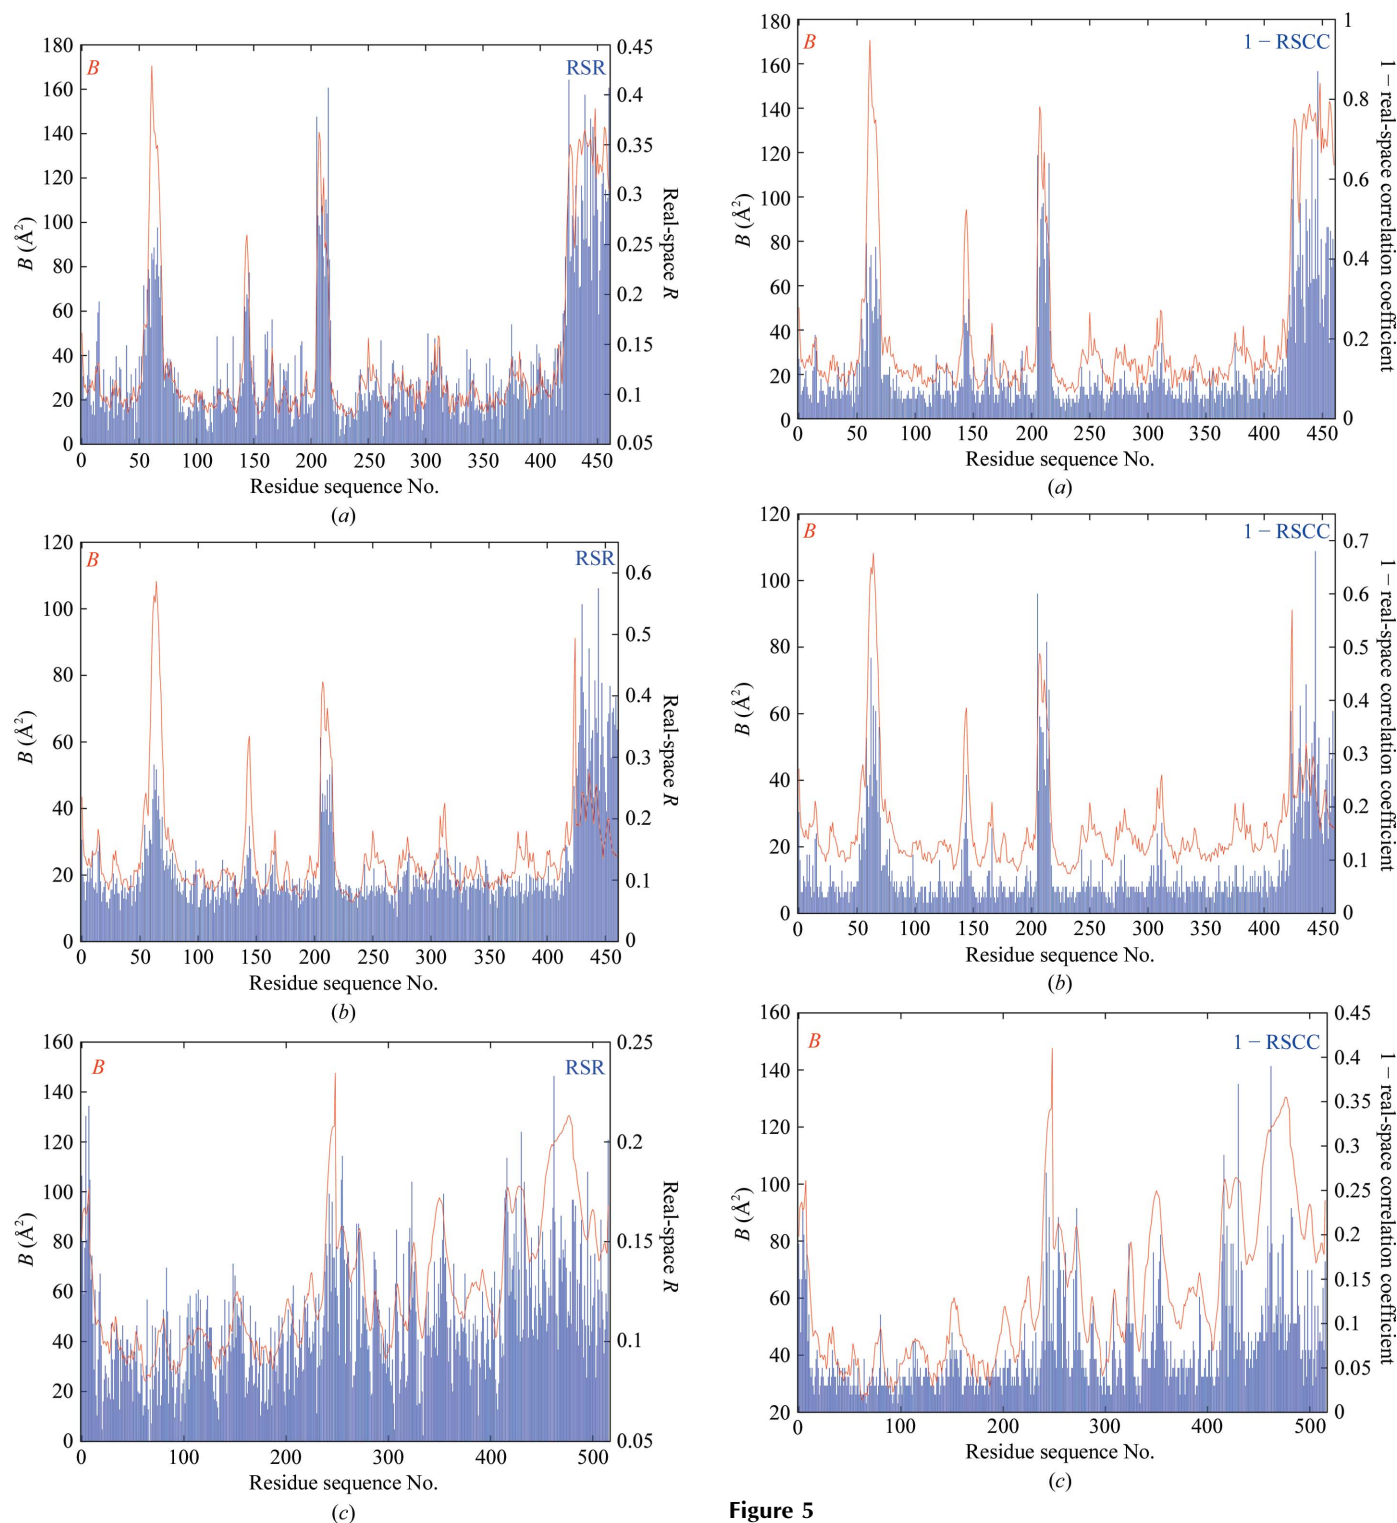 180
160
140
120
100
80
60
40
20
0
B (Å²)
B
RSR
0.45
0.4
0.35
0.3
0.25
0.2
0.15
0.1
0.05
Real-space R
0 50 100 150 200 250 300 350 400 450
Residue sequence No.
(a)
120
100
80
60
40
20
0
B (Å²)
B
RSR
0.6
0.5
0.4
0.3
0.2
0.1
0
Real-space R
0 50 100 150 200 250 300 350 400 450
Residue sequence No.
(b)
160
140
120
100
80
60
40
20
0
B (Å²)
B
RSR
0.25
0.2
0.15
0.1
0.05
Real-space R
0 100 200 300 400 500
Residue sequence No.
(c)
180
160
140
120
100
80
60
40
20
0
B (Å²)
B
1 − RSCC
1
0.8
0.6
0.4
0.2
0
1 − real-space correlation coefficient
0 50 100 150 200 250 300 350 400 450
Residue sequence No.
(a)
120
100
80
60
40
20
0
B (Å²)
B
1 − RSCC
0.7
0.6
0.5
0.4
0.3
0.2
0.1
0
1 − real-space correlation coefficient
0 50 100 150 200 250 300 350 400 450
Residue sequence No.
(b)
160
140
120
100
80
60
40
20
B (Å²)
B
1 − RSCC
0.45
0.4
0.35
0.3
0.25
0.2
0.15
0.1
0.05
0
1 − real-space correlation coefficient
0 100 200 300 400 500
Residue sequence No.
(c)
Figure 5